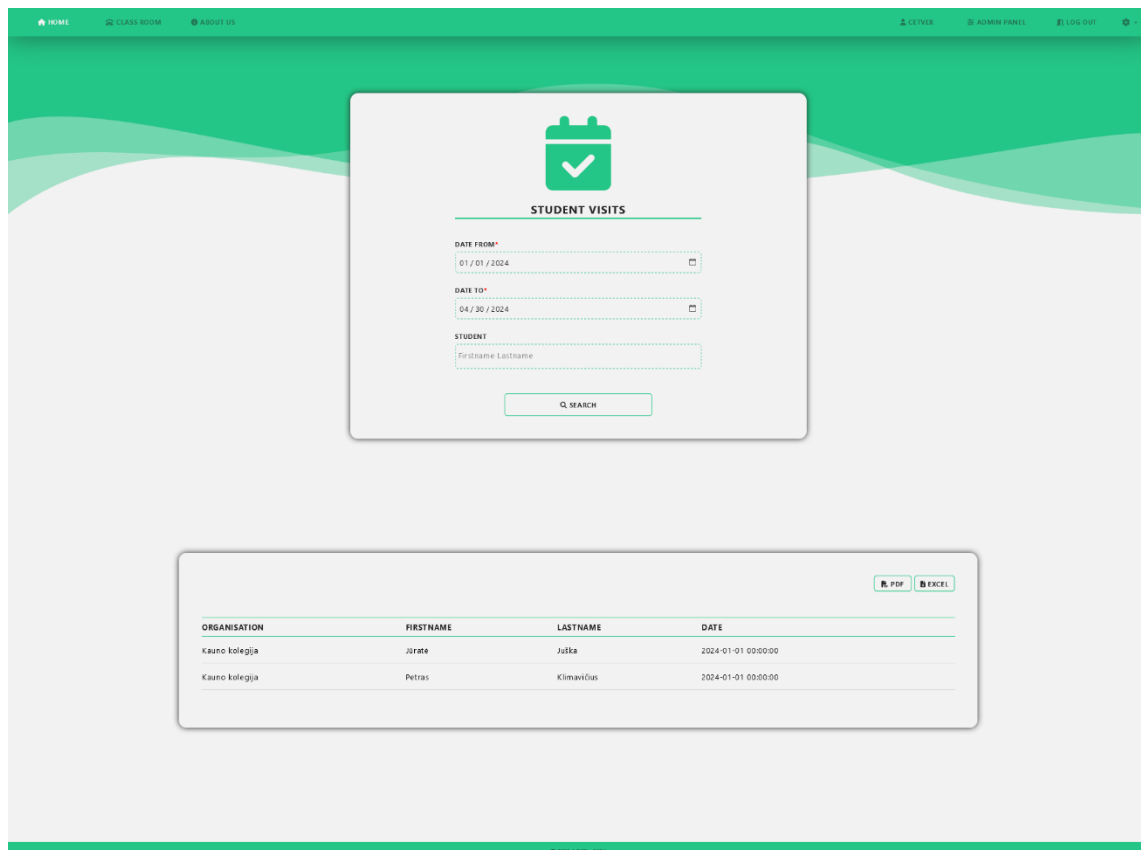 HOME CLASS ROOM ABOUT US CETVEX ADMIN PANEL LOG OUT
STUDENT VISITS
DATE FROM*
01 / 01 / 2024
DATE TO*
04 / 30 / 2024
STUDENT
Firstname Lastname
SEARCH
PDF EXCEL
ORGANISATION FIRSTNAME LASTNAME DATE
Kauno kolegija Jūratė Juška 2024-01-01 00:00:00
Kauno kolegija Petras Klimavičius 2024-01-01 00:00:00